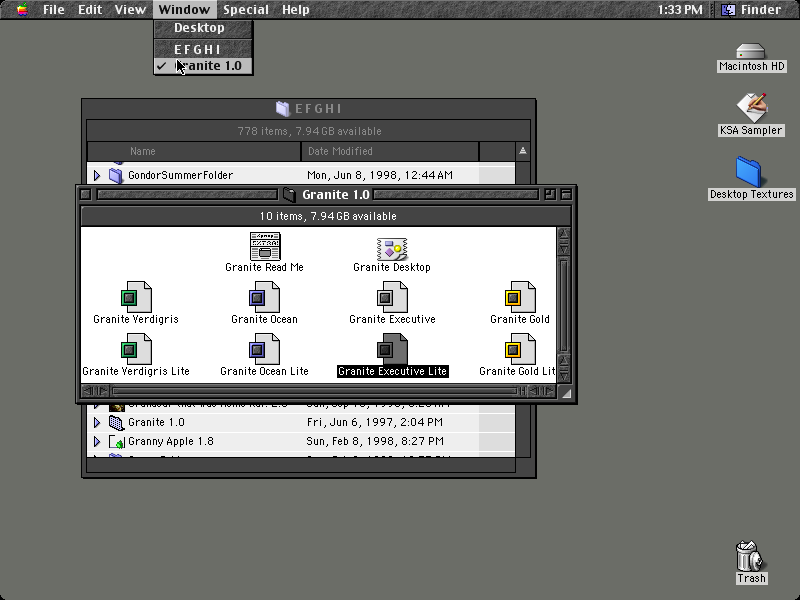 File Edit View Window Special Help 1:33 PM Finder
Desktop
E F G H I
Granite 1.0
Macintosh HD
KSA Sampler
Desktop Textures
E F G H I
778 items, 7.94 GB available
Name Date Modified
GondorSummerFolder Mon, Jun 8, 1998, 12:44 AM
Granite 1.0
10 items, 7.94 GB available
Granite Read Me Granite Desktop
Granite Verdigris Granite Ocean Granite Executive Granite Gold
Granite Verdigris Lite Granite Ocean Lite Granite Executive Lite Granite Gold Lit
Granite 1.0 Fri, Jun 6, 1997, 2:04 PM
Granny Apple 1.8 Sun, Feb 8, 1998, 8:27 PM
Trash